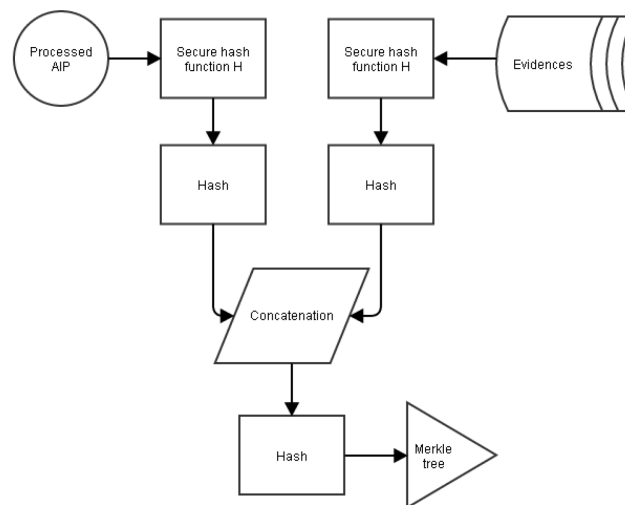 Processed
AIP
Secure hash
function H
Secure hash
function H
Evidences
Hash
Hash
Concatenation
Hash
Merkle
tree